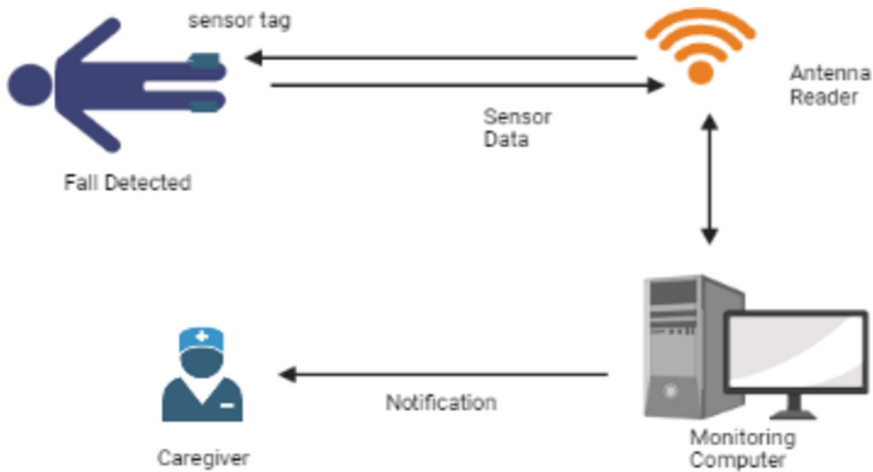 sensor tag
Antenna
Reader
Sensor
Data
Fall Detected
Notification
Caregiver
Monitoring
Computer